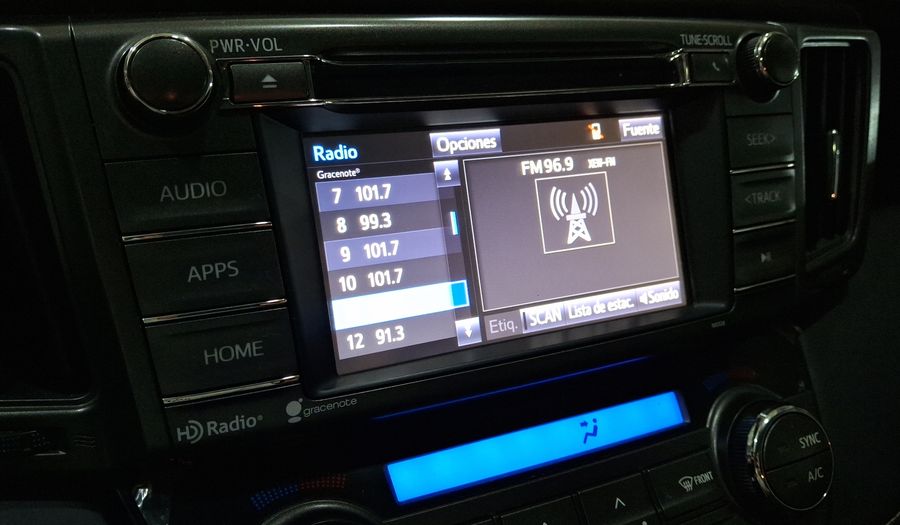 PWR·VOL
TUNE·SCROLL
Radio
Opciones
Fuente
Gracenote®
7 101.7
8 99.3
9 101.7
10 101.7
12 91.3
FM 96.9 XEW-FM
Etiq.
SCAN
Lista de estac.
Sonido
AUDIO
APPS
HOME
SEEK>
<TRACK
HD Radio®
gracenote
SYNC
A/C
FRONT